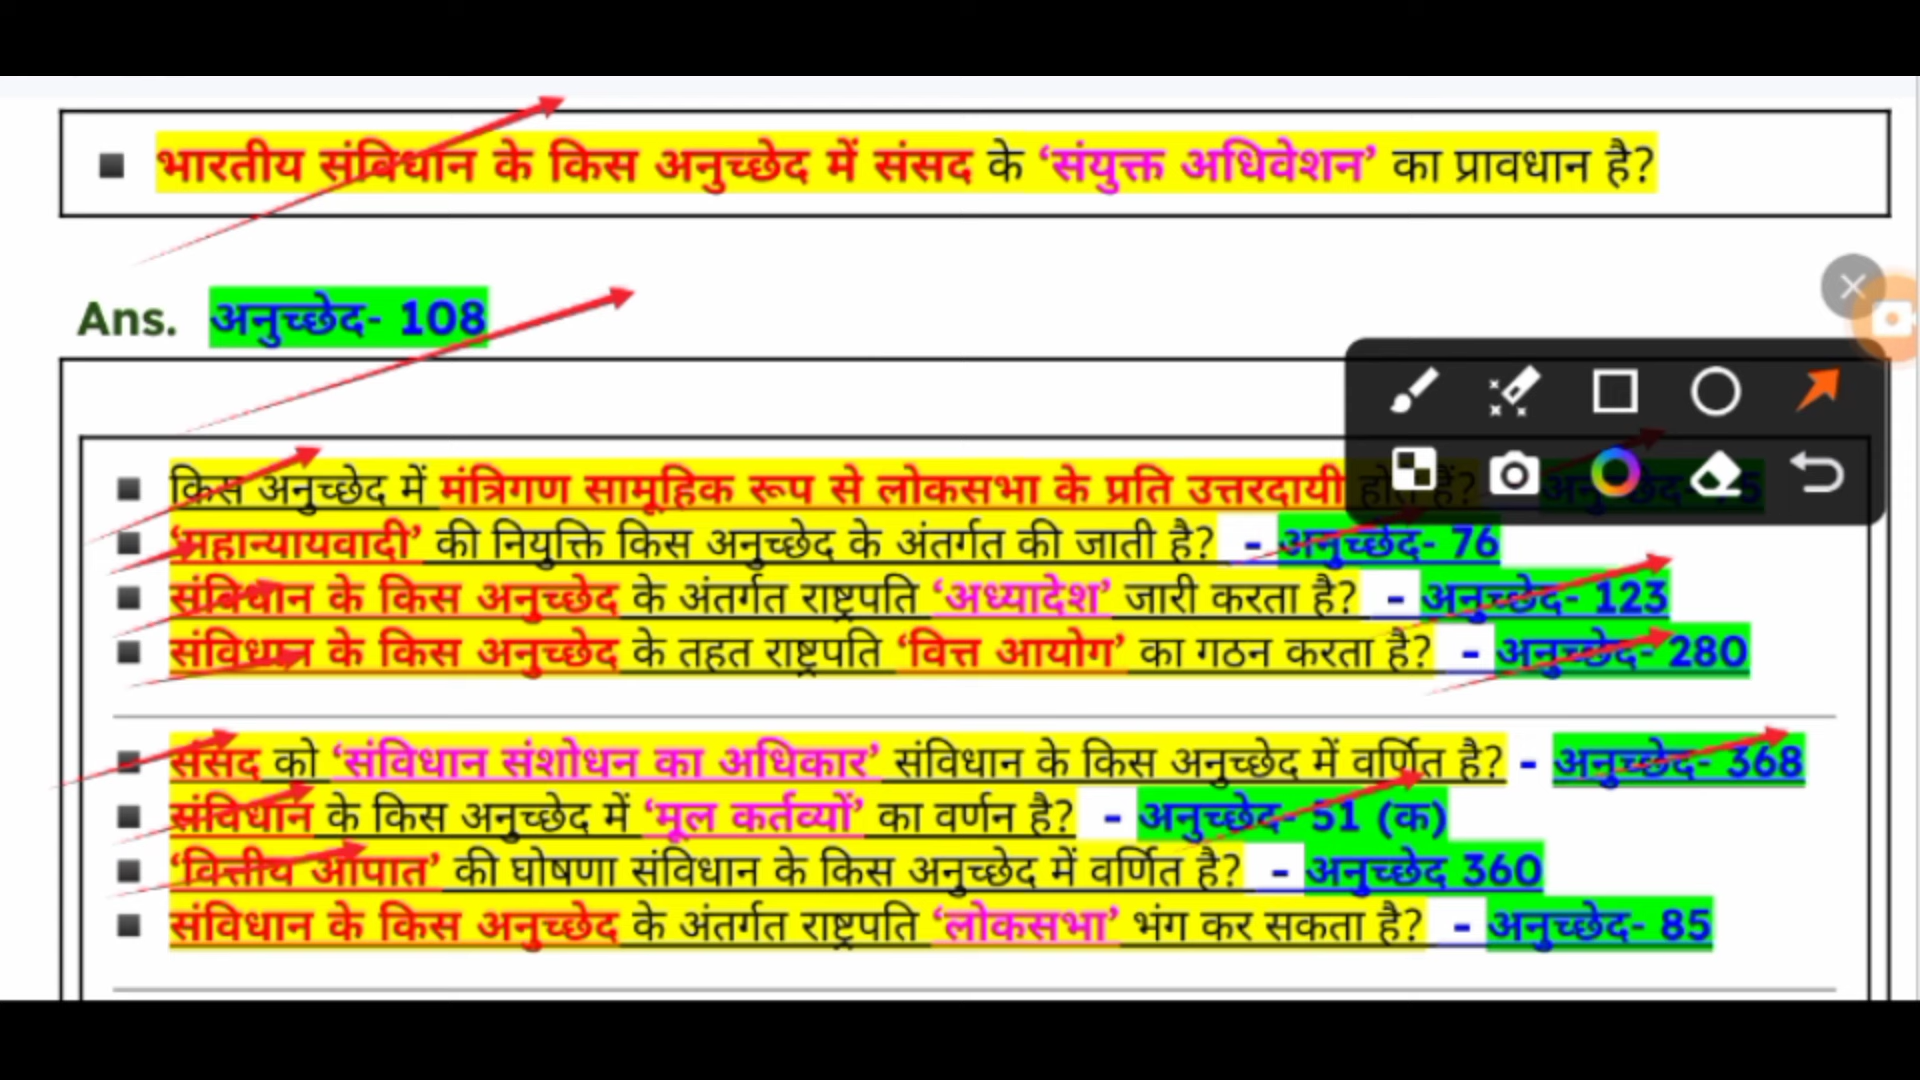 भारतीय संविधान के किस अनुच्छेद में संसद के ‘संयुक्त अधिवेशन’ का प्रावधान है?
Ans. अनुच्छेद- 108
किस अनुच्छेद में मंत्रिगण सामूहिक रूप से लोकसभा के प्रति उत्तरदायी होते हैं?
‘महान्यायवादी’ की नियुक्ति किस अनुच्छेद के अंतर्गत की जाती है? - अनुच्छेद- 76
संविधान के किस अनुच्छेद के अंतर्गत राष्ट्रपति ‘अध्यादेश’ जारी करता है? - अनुच्छेद- 123
संविधान के किस अनुच्छेद के तहत राष्ट्रपति ‘वित्त आयोग’ का गठन करता है? - अनुच्छेद- 280
संसद को ‘संविधान संशोधन का अधिकार’ संविधान के किस अनुच्छेद में वर्णित है? - अनुच्छेद- 368
संविधान के किस अनुच्छेद में ‘मूल कर्तव्यों’ का वर्णन है? - अनुच्छेद- 51 (क)
‘वित्तीय आपात’ की घोषणा संविधान के किस अनुच्छेद में वर्णित है? - अनुच्छेद 360
संविधान के किस अनुच्छेद के अंतर्गत राष्ट्रपति ‘लोकसभा’ भंग कर सकता है? - अनुच्छेद- 85